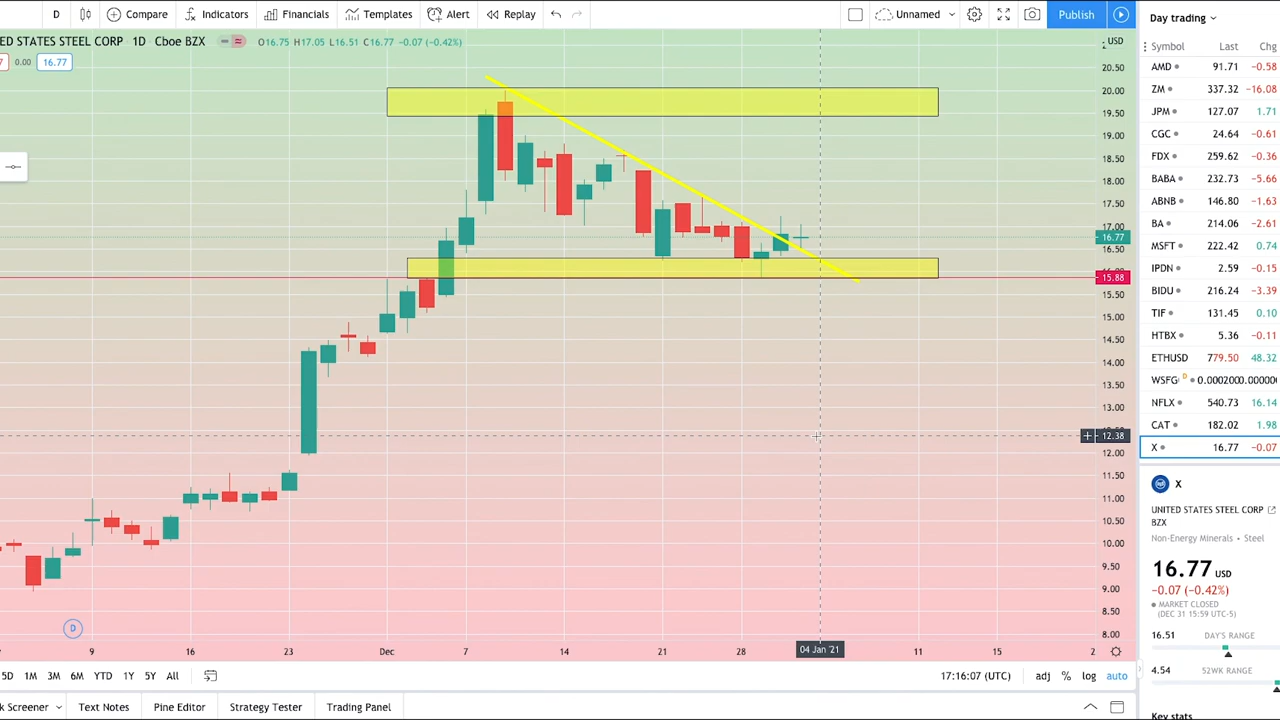 D Compare Indicators Financials Templates Alert Replay Unnamed Publish
Day trading
ED STATES STEEL CORP 1D Cboe BZX O16.75 H17.05 L16.51 C16.77 −0.07 (−0.42%)
7 0.00 16.77
USD
20.50
20.00
19.50
19.00
18.50
18.00
17.50
17.00
16.77
16.50
15.88
15.50
15.00
14.50
14.00
13.50
13.00
12.38
12.00
11.50
11.00
10.50
10.00
9.50
9.00
8.50
8.00
D
9 16 23 Dec 7 14 21 28 04 Jan '21 11 15 2
5D 1M 3M 6M YTD 1Y 5Y All 17:16:07 (UTC) adj % log auto
k Screener Text Notes Pine Editor Strategy Tester Trading Panel
Symbol Last Chg
AMD 91.71 −0.58
ZM 337.32 −16.08
JPM 127.07 1.71
CGC 24.64 −0.61
FDX 259.62 −0.36
BABA 232.73 −5.66
ABNB 146.80 −1.63
BA 214.06 −2.61
MSFT 222.42 0.74
IPDN 2.59 −0.15
BIDU 216.24 −3.39
TIF 131.45 0.10
HTBX 5.36 −0.11
ETHUSD 779.50 48.32
WSFG D 0.0002000.000000
NFLX 540.73 16.14
CAT 182.02 1.98
X 16.77 −0.07
X
UNITED STATES STEEL CORP
BZX
Non-Energy Minerals • Steel
16.77 USD
−0.07 (−0.42%)
MARKET CLOSED
(DEC 31 15:59 UTC-5)
16.51 DAY'S RANGE
4.54 52WK RANGE
Key stats